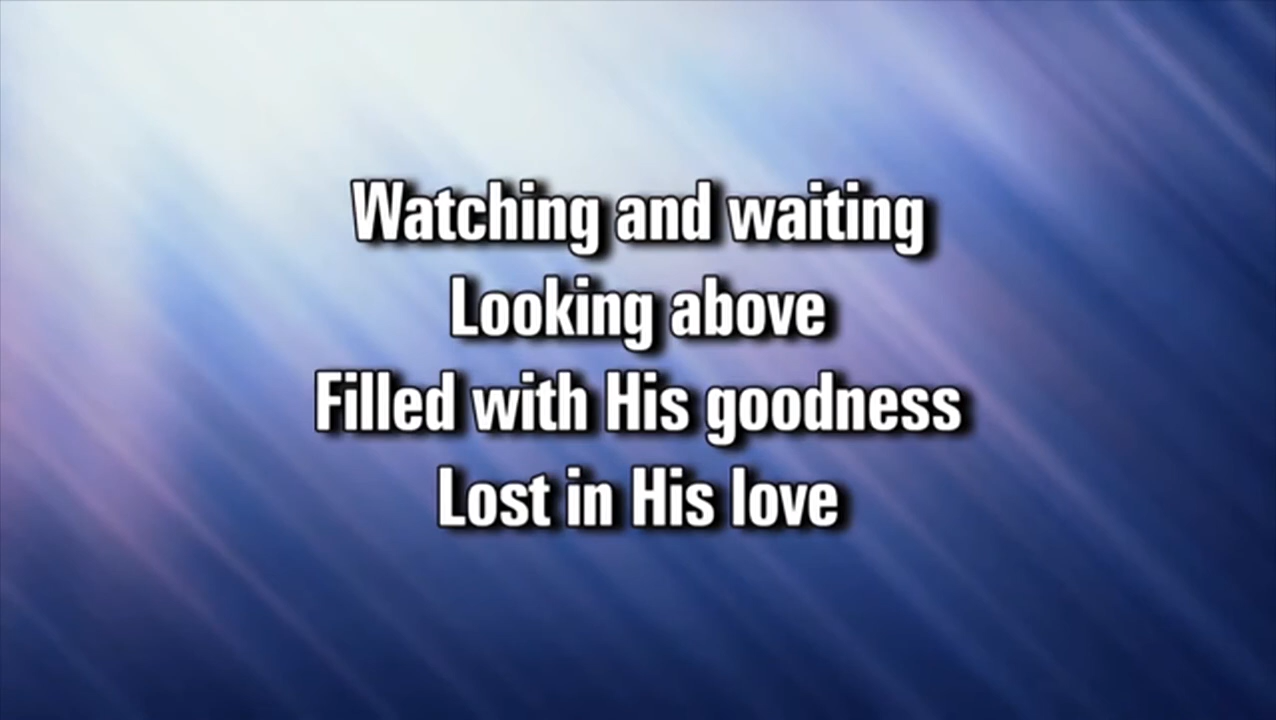 Watching and waiting
Looking above
Filled with His goodness
Lost in His love